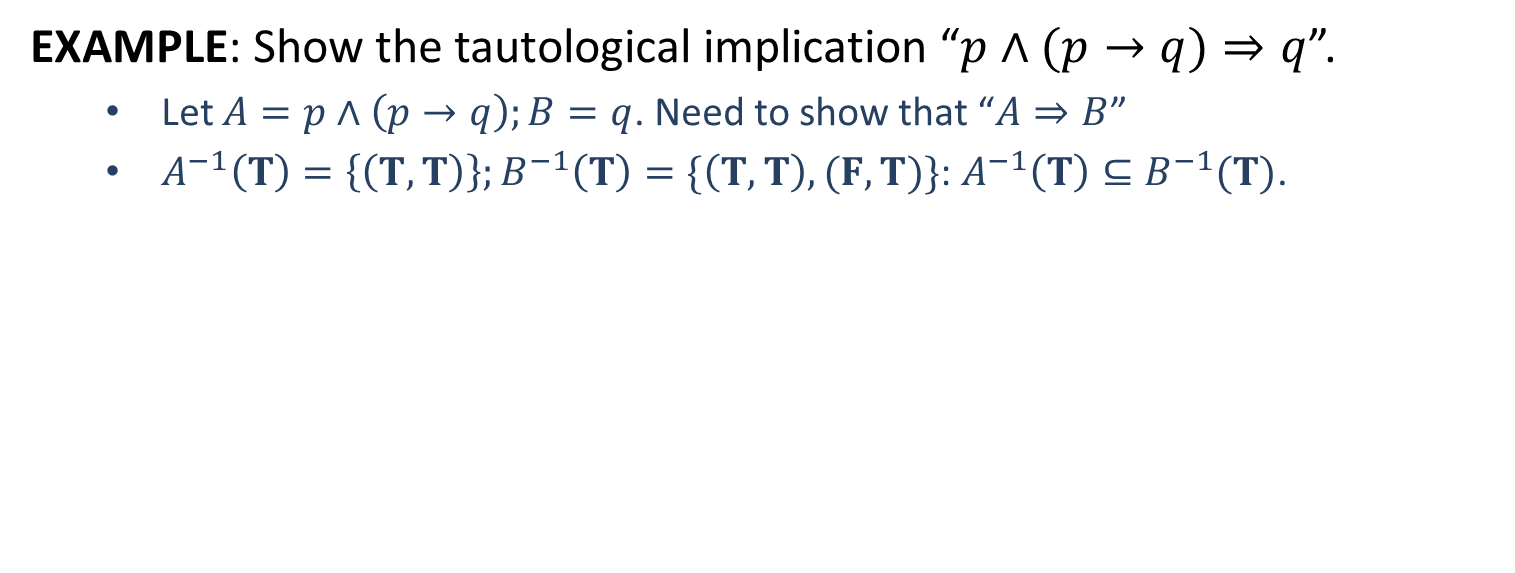 EXAMPLE: Show the tautological implication “𝑝 ∧ (𝑝 → 𝑞) ⇒ 𝑞”.
• Let 𝐴 = 𝑝 ∧ (𝑝 → 𝑞); 𝐵 = 𝑞. Need to show that “𝐴 ⇒ 𝐵”
• 𝐴⁻¹(𝐓) = {(𝐓, 𝐓)}; 𝐵⁻¹(𝐓) = {(𝐓, 𝐓), (𝐅, 𝐓)}: 𝐴⁻¹(𝐓) ⊆ 𝐵⁻¹(𝐓).